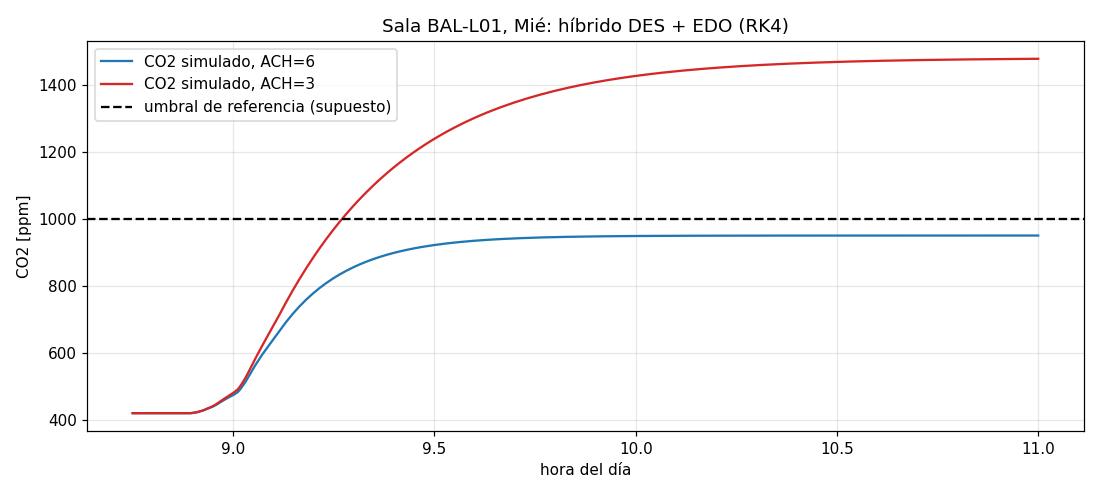 Sala BAL-L01, Mié: híbrido DES + EDO (RK4)
CO2 simulado, ACH=6
CO2 simulado, ACH=3
umbral de referencia (supuesto)
CO2 [ppm]
1400
1200
1000
800
600
400
9.0 9.5 10.0 10.5 11.0
hora del día